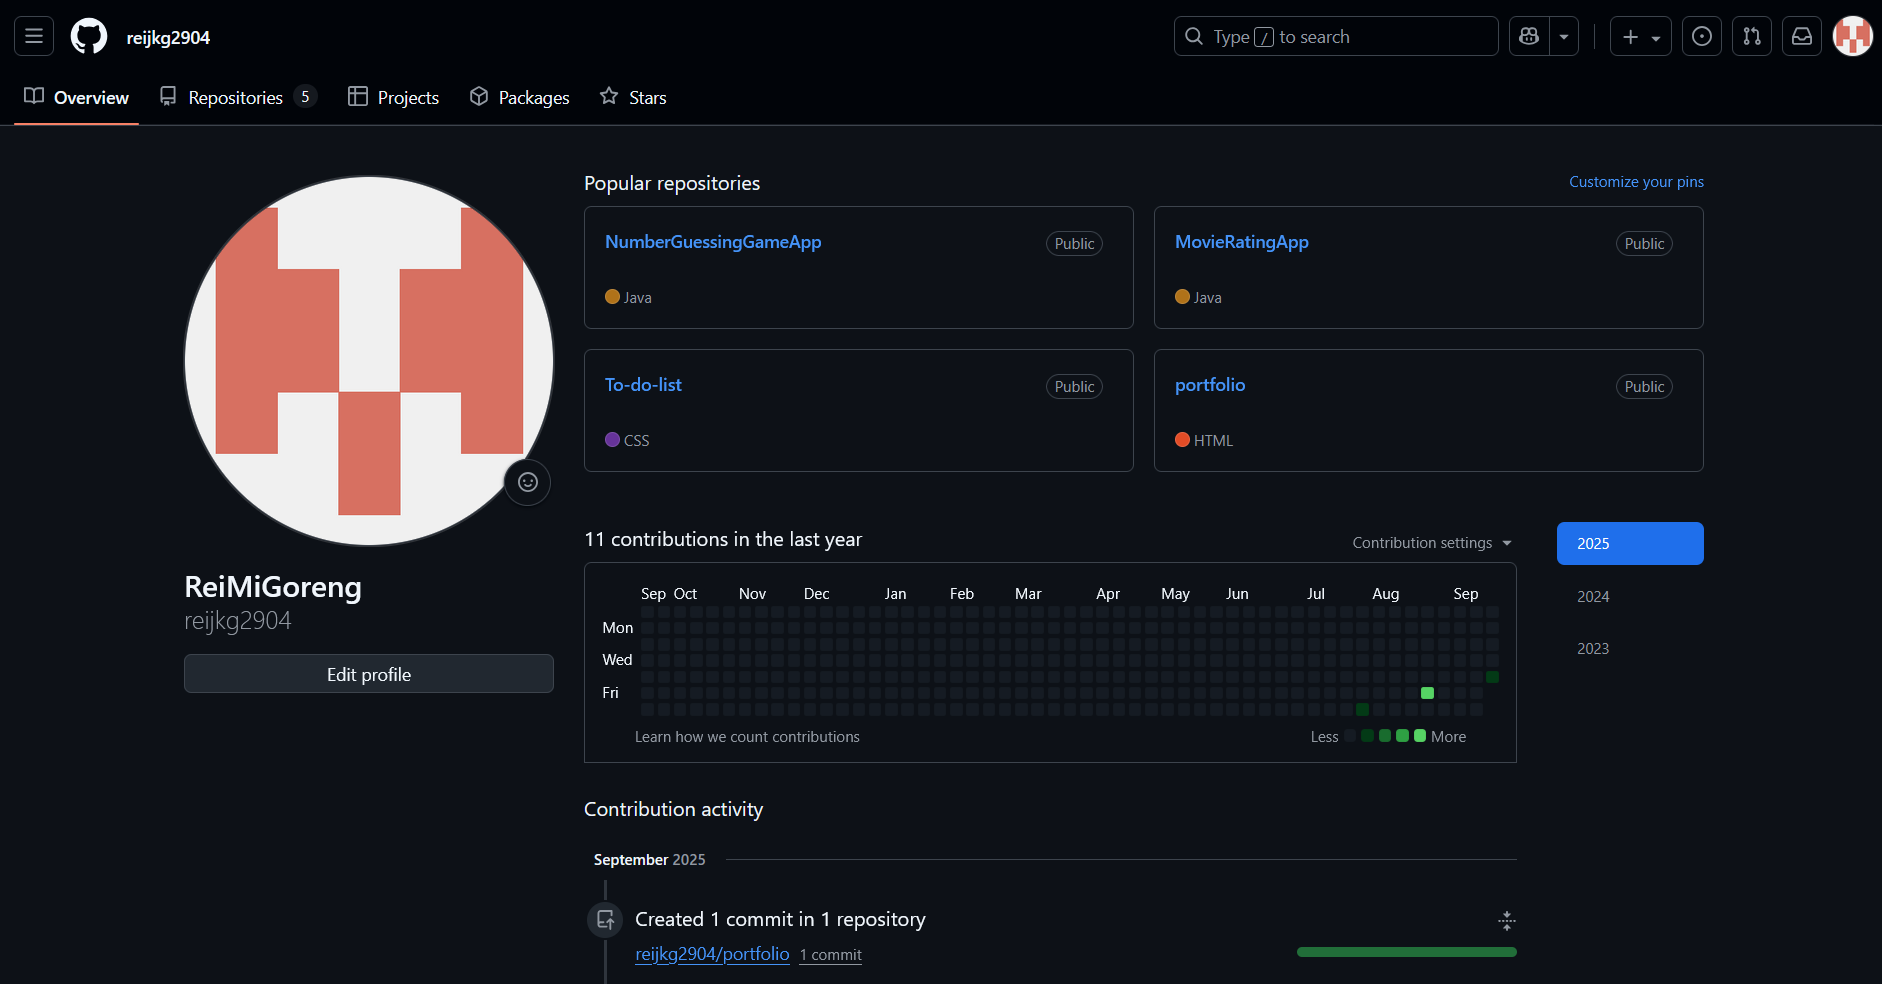 reijkg2904
Type / to search
Overview
Repositories 5
Projects
Packages
Stars
ReiMiGoreng
reijkg2904
Edit profile
Popular repositories
Customize your pins
NumberGuessingGameApp
Public
Java
MovieRatingApp
Public
Java
To-do-list
Public
CSS
portfolio
Public
HTML
11 contributions in the last year
Contribution settings
2025
2024
2023
Sep Oct Nov Dec Jan Feb Mar Apr May Jun Jul Aug Sep
Mon
Wed
Fri
Learn how we count contributions
Less More
Contribution activity
September 2025
Created 1 commit in 1 repository
reijkg2904/portfolio 1 commit